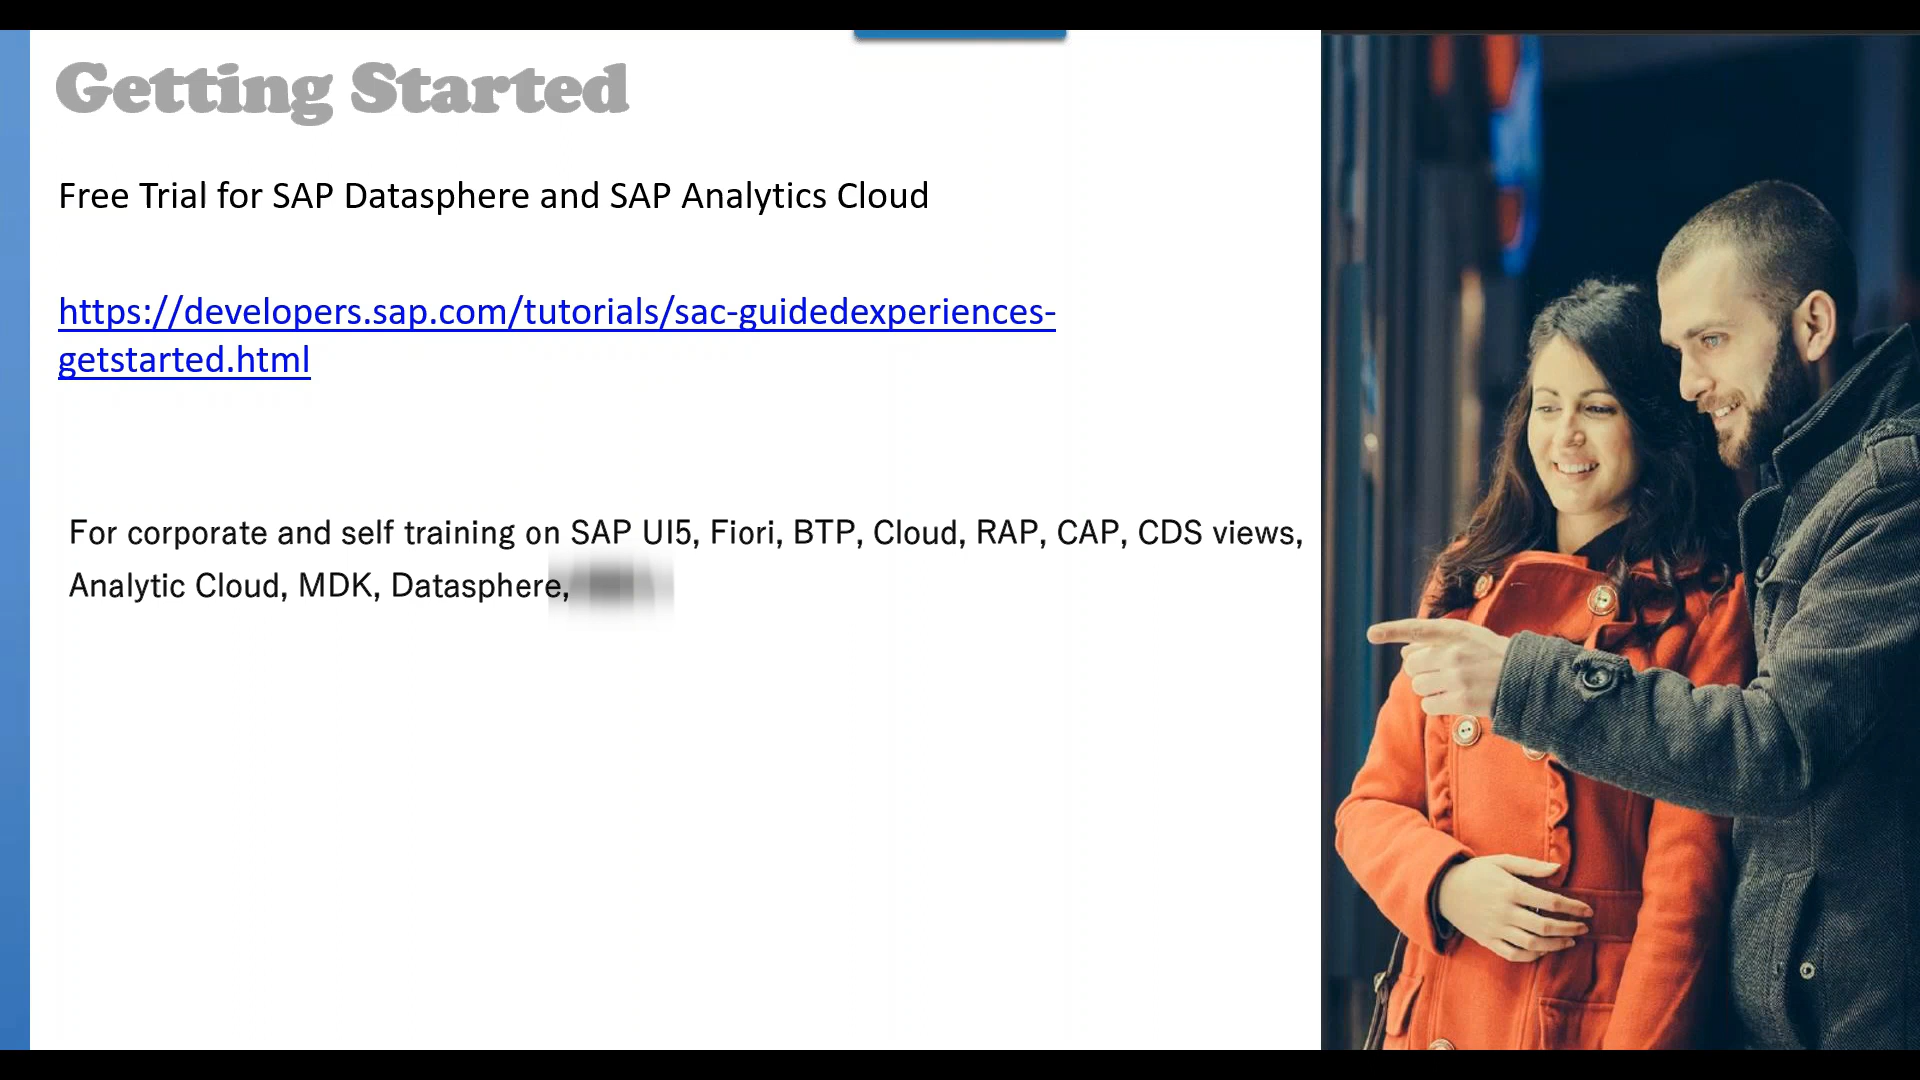 Getting Started
Free Trial for SAP Datasphere and SAP Analytics Cloud
https://developers.sap.com/tutorials/sac-guidedexperiences-
getstarted.html
For corporate and self training on SAP UI5, Fiori, BTP, Cloud, RAP, CAP, CDS views,
Analytic Cloud, MDK, Datasphere,